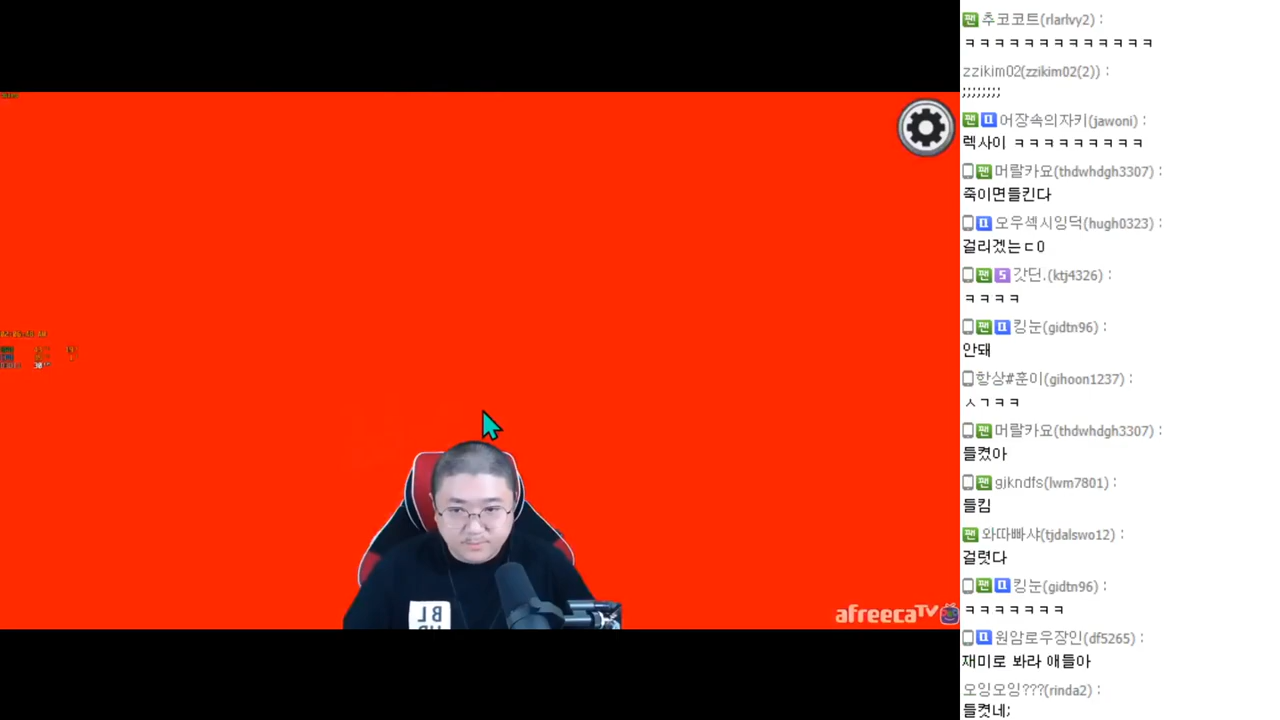 추코코트(rlarlvy2) :
ㅋㅋㅋㅋㅋㅋㅋㅋㅋㅋㅋㅋㅋ
zzikim02(zzikim02(2)) :
;;;;;;;;
어장속의자키(jawoni) :
렉사이 ㅋㅋㅋㅋㅋㅋㅋㅋㅋ
머랄카요(thdwhdgh3307) :
죽이면들킨다
오우섹시잉덕(hugh0323) :
걸리겠는ㄷ0
갓던.(ktj4326) :
ㅋㅋㅋㅋ
킹눈(gidtn96) :
안돼
항상#훈이(gihoon1237) :
ㅅㄱㅋㅋ
머랄카요(thdwhdgh3307) :
들켰아
gjkndfs(lwm7801) :
들킴
와따빠샤(tjdalswo12) :
걸렷다
킹눈(gidtn96) :
ㅋㅋㅋㅋㅋㅋㅋ
원암로우장인(df5265) :
재미로 봐라 애들아
오잉오잉???(rinda2) :
들켯네;
afreecaTV